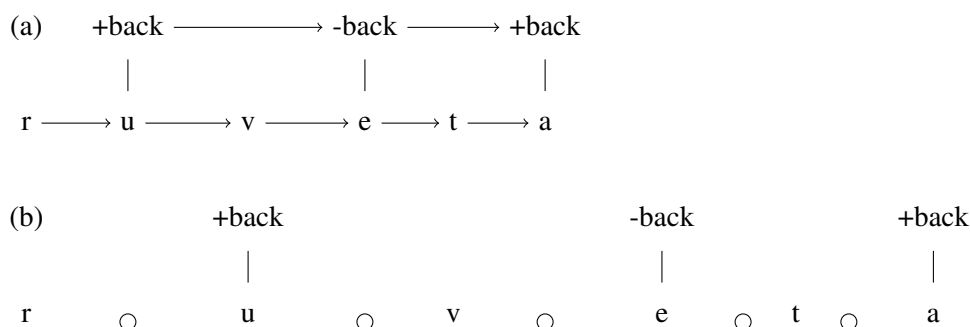 (a) +back -back +back
r u v e t a
(b) +back -back +back
r ○ u ○ v ○ e ○ t ○ a